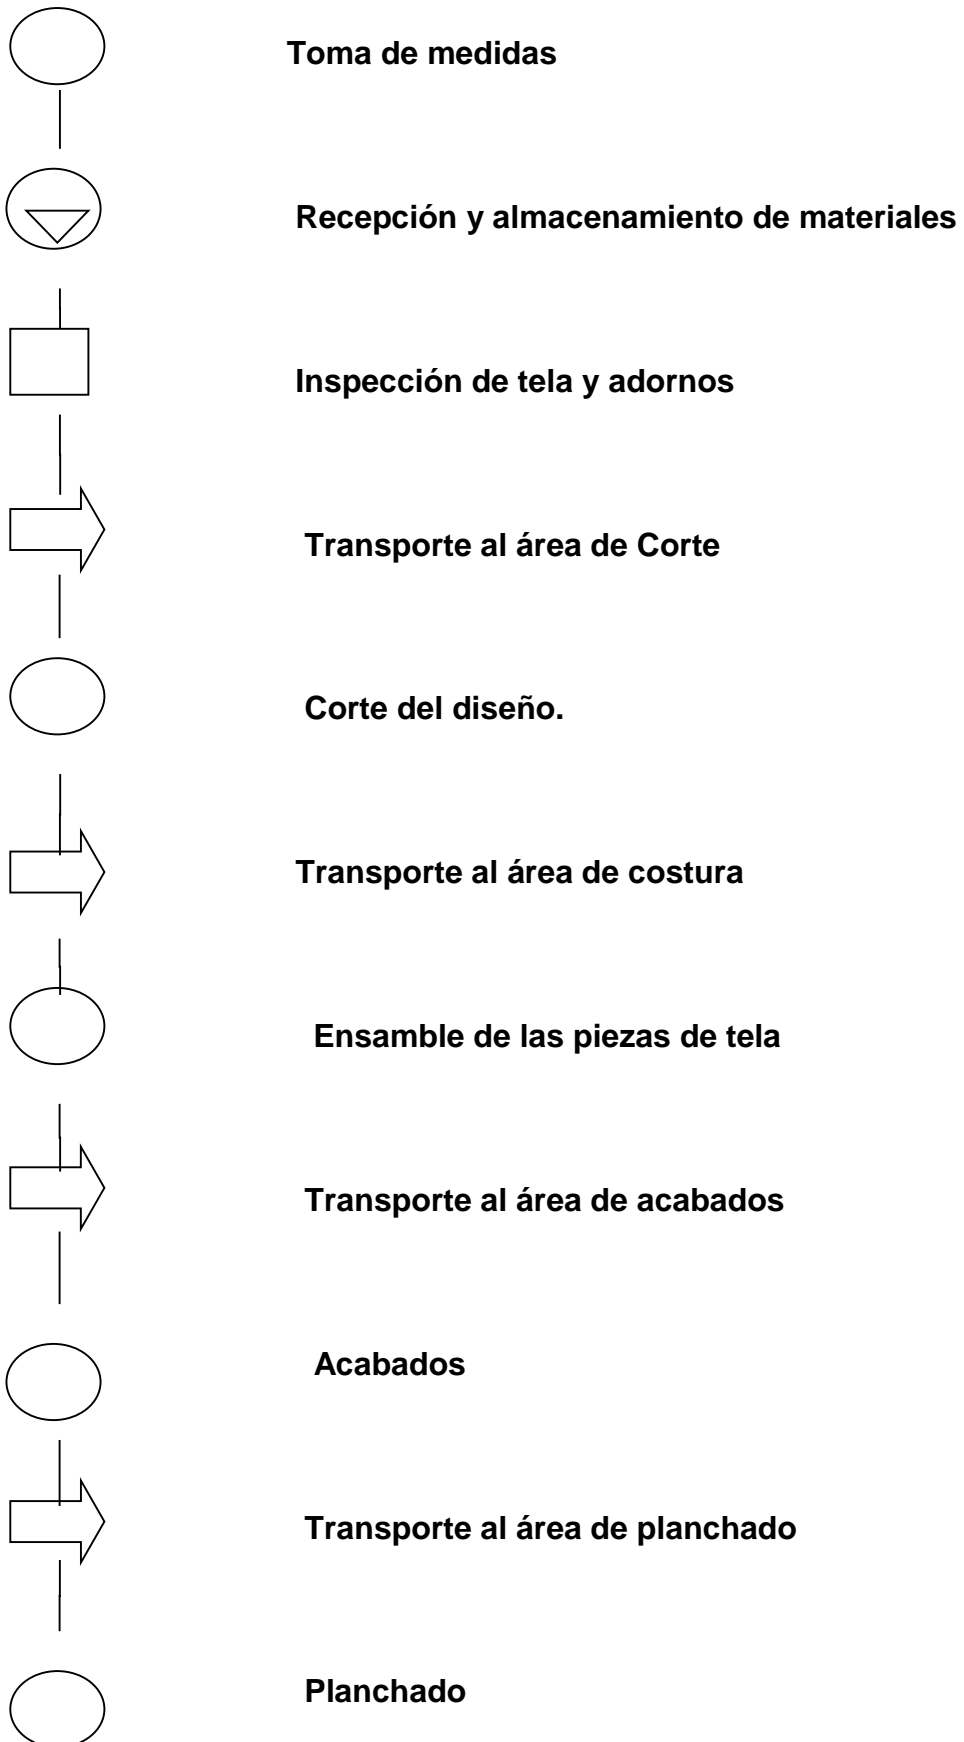 Toma de medidas
Recepción y almacenamiento de materiales
Inspección de tela y adornos
Transporte al área de Corte
Corte del diseño.
Transporte al área de costura
Ensamble de las piezas de tela
Transporte al área de acabados
Acabados
Transporte al área de planchado
Planchado